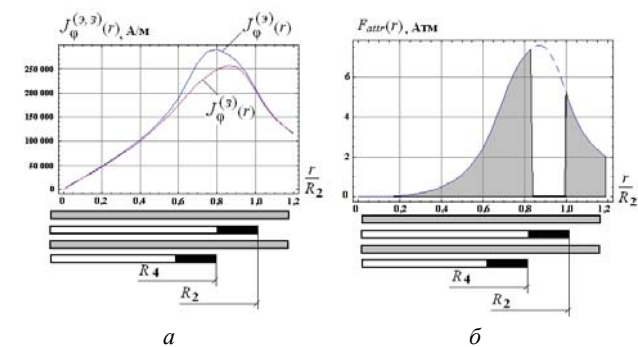 J_φ^(э, з)(r), А/м
J_φ^(э)(r)
250 000
200 000
150 000
100 000
50 000
0
J_φ^(з)(r)
r/R₂
0 0,2 0,4 0,6 0,8 1,0 1,2
R₄
R₂
а
F_attr(r), Атм
6
4
2
0
r/R₂
0 0,2 0,4 0,6 0,8 1,0 1,2
R₄
R₂
б